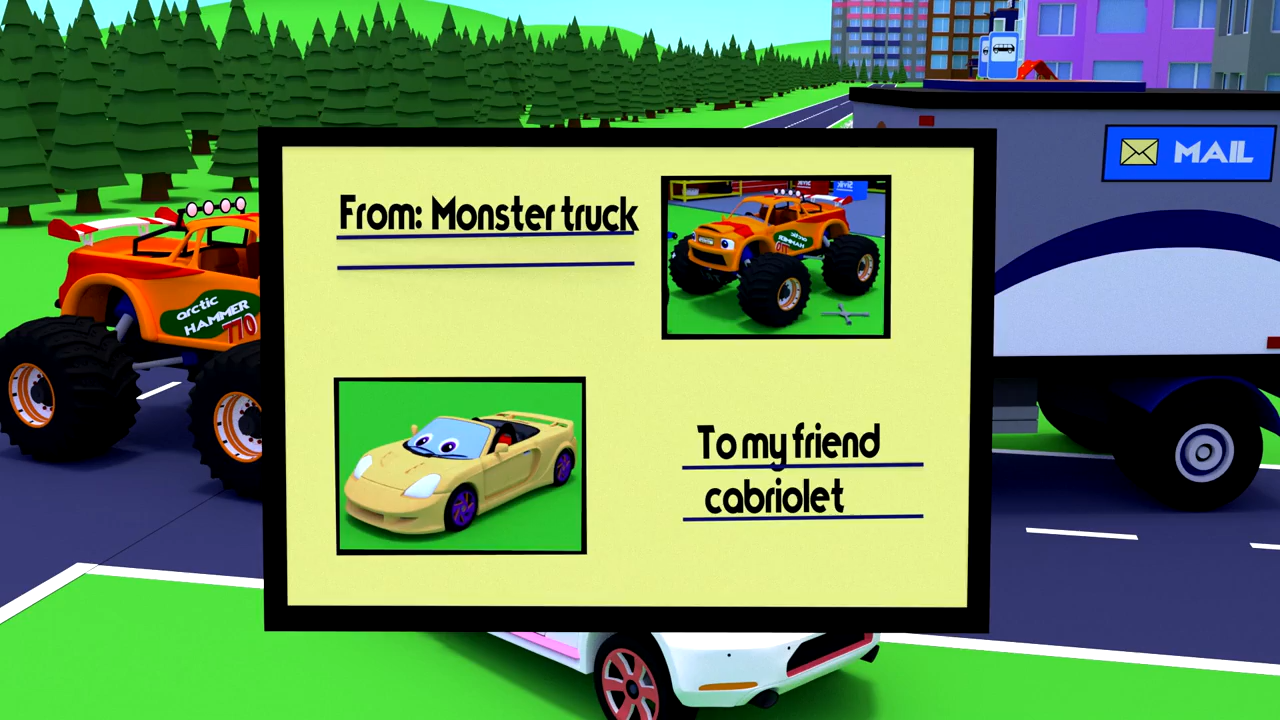 MAIL
From: Monster truck
arctic
HAMMER
770
To my friend
cabriolet